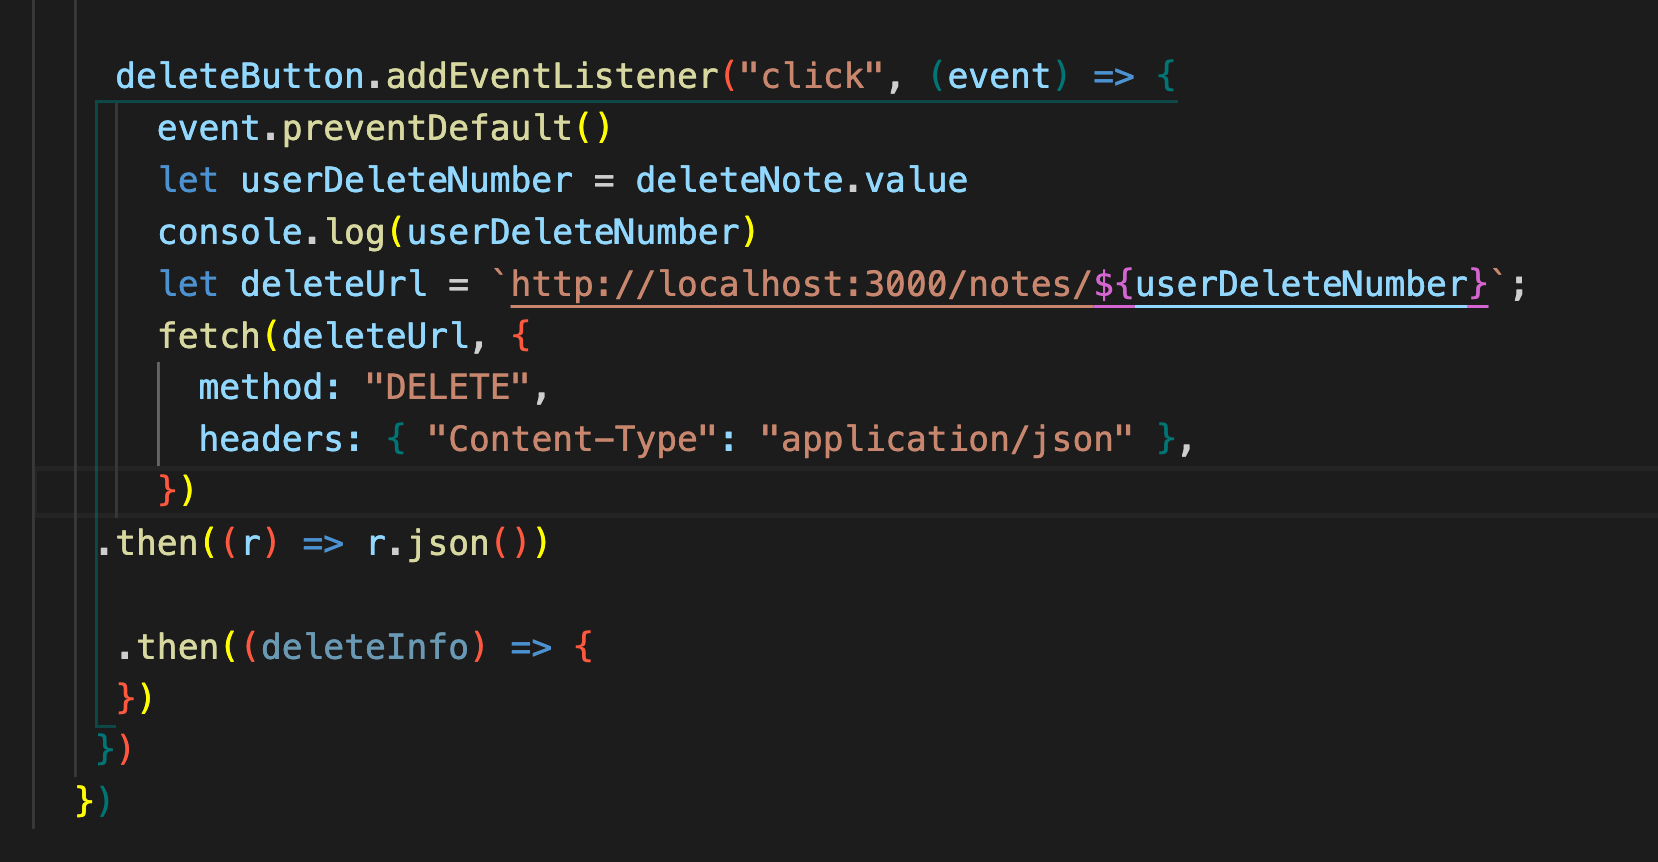 deleteButton.addEventListener("click", (event) => {
event.preventDefault()
let userDeleteNumber = deleteNote.value
console.log(userDeleteNumber)
let deleteUrl = `http://localhost:3000/notes/${userDeleteNumber}`;
fetch(deleteUrl, {
method: "DELETE",
headers: { "Content-Type": "application/json" },
})
.then((r) => r.json())
.then((deleteInfo) => {
})
})
})